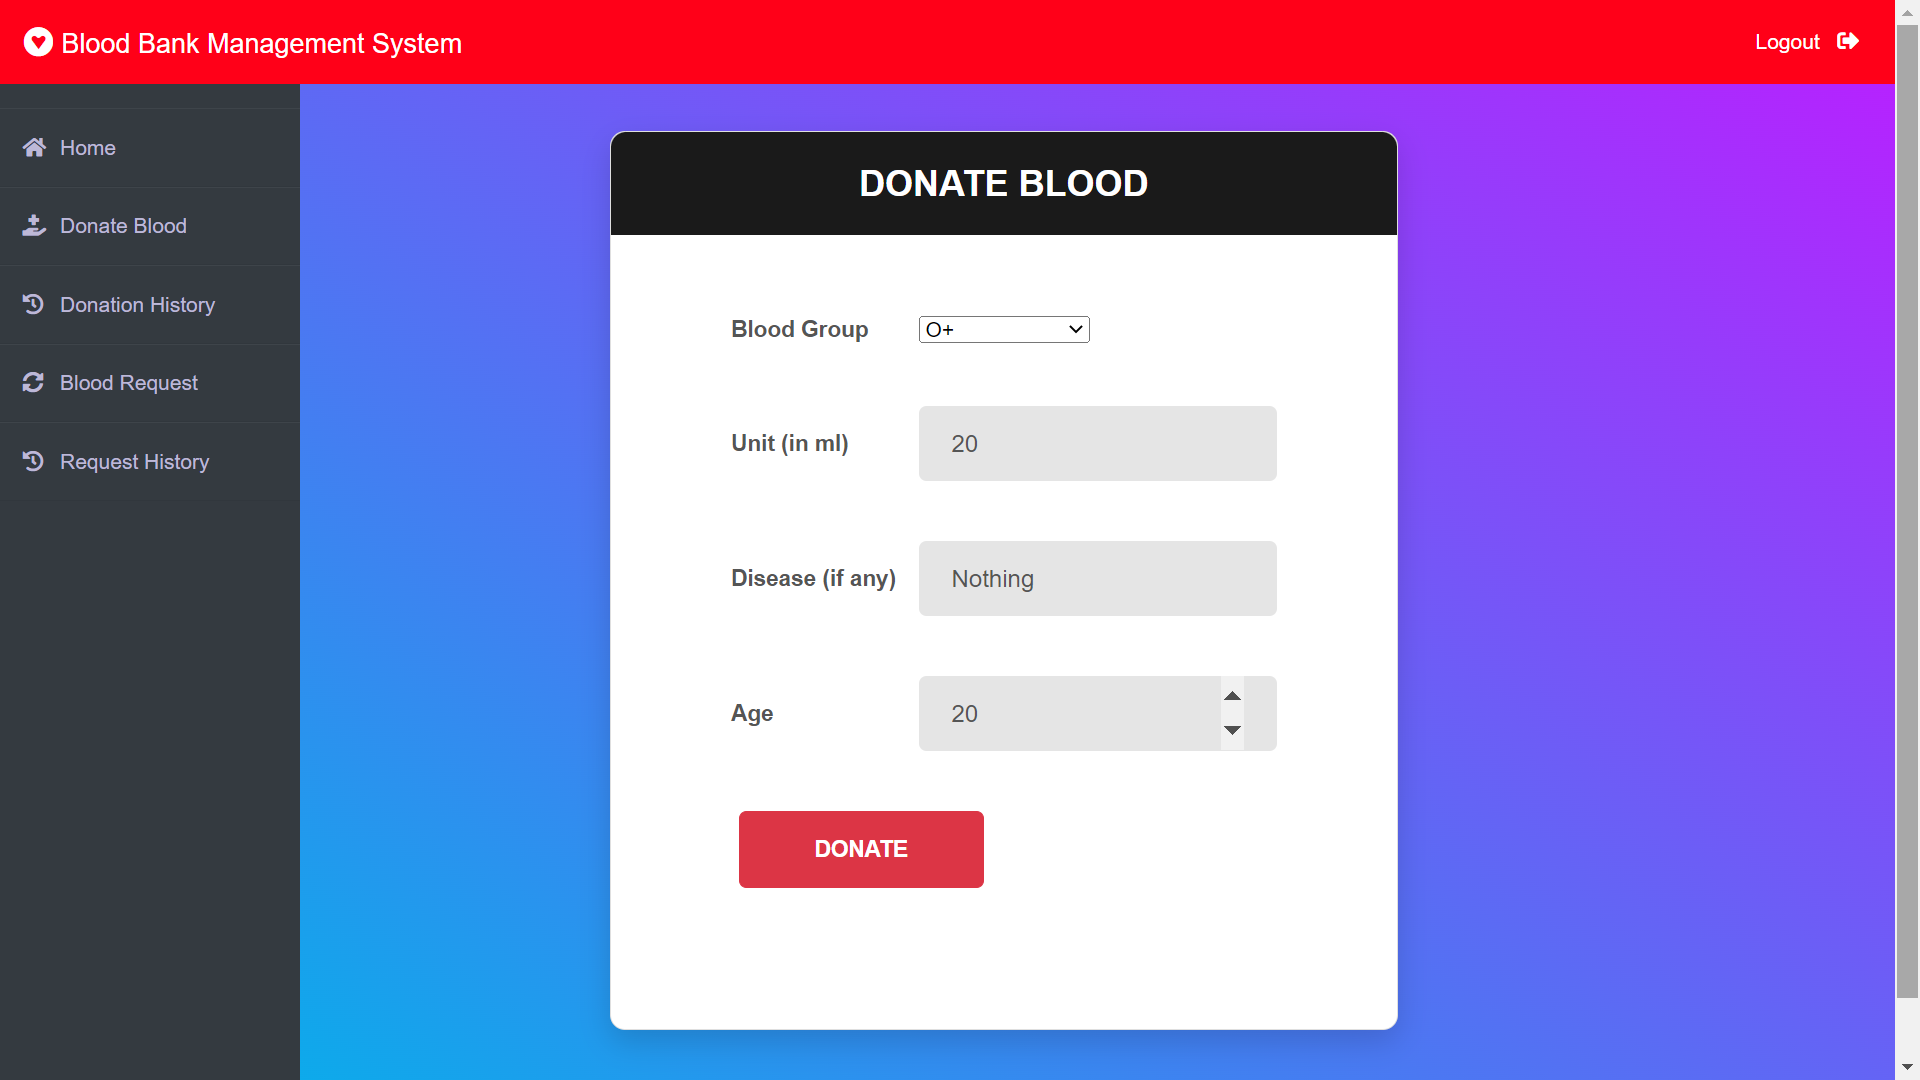 Blood Bank Management System
Logout
Home
Donate Blood
Donation History
Blood Request
Request History
DONATE BLOOD
Blood Group
O+
Unit (in ml)
20
Disease (if any)
Nothing
Age
20
DONATE